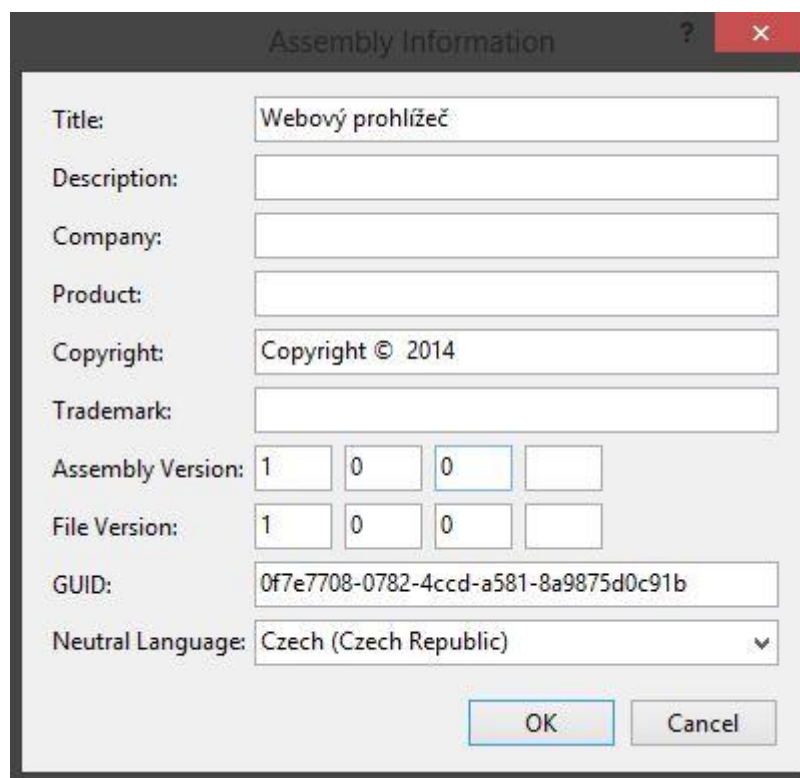 Assembly Information ?
Title: Webový prohlížeč
Description:
Company:
Product:
Copyright: Copyright © 2014
Trademark:
Assembly Version: 1 0 0
File Version: 1 0 0
GUID: 0f7e7708-0782-4ccd-a581-8a9875d0c91b
Neutral Language: Czech (Czech Republic)
OK Cancel